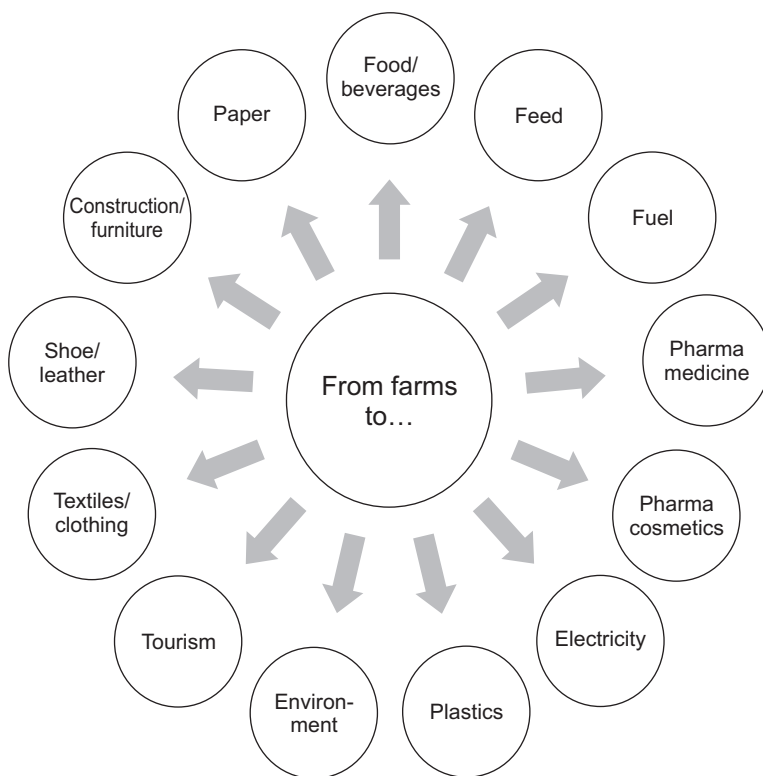 From farms
to…
Food/
beverages
Feed
Fuel
Pharma
medicine
Pharma
cosmetics
Electricity
Plastics
Environ-
ment
Tourism
Textiles/
clothing
Shoe/
leather
Construction/
furniture
Paper